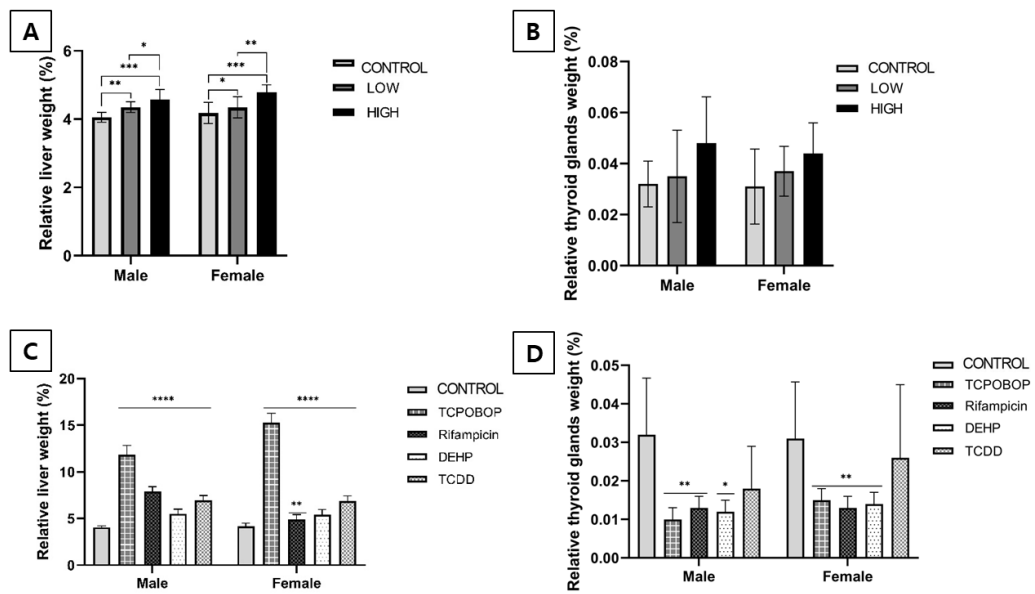 A
Relative liver weight (%)
6
4
2
0
*
***
**
**
***
*
Male
Female
CONTROL
LOW
HIGH
B
Relative thyroid glands weight (%)
0.08
0.06
0.04
0.02
0.00
Male
Female
CONTROL
LOW
HIGH
C
Relative liver weight (%)
20
15
10
5
0
****
****
**
Male
Female
CONTROL
TCPOBOP
Rifampicin
DEHP
TCDD
D
Relative thyroid glands weight (%)
0.05
0.04
0.03
0.02
0.01
0.00
**
*
**
Male
Female
CONTROL
TCPOBOP
Rifampicin
DEHP
TCDD